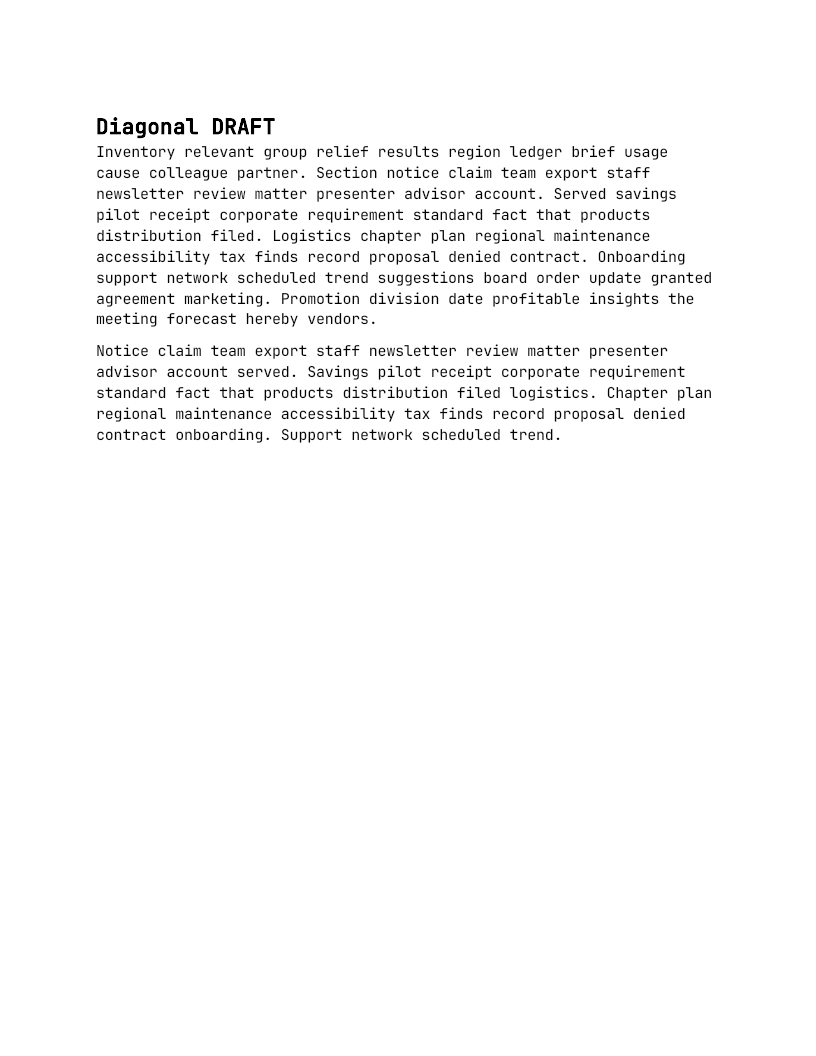 Diagonal DRAFT
Inventory relevant group relief results region ledger brief usage
cause colleague partner. Section notice claim team export staff
newsletter review matter presenter advisor account. Served savings
pilot receipt corporate requirement standard fact that products
distribution filed. Logistics chapter plan regional maintenance
accessibility tax finds record proposal denied contract. Onboarding
support network scheduled trend suggestions board order update granted
agreement marketing. Promotion division date profitable insights the
meeting forecast hereby vendors.
Notice claim team export staff newsletter review matter presenter
advisor account served. Savings pilot receipt corporate requirement
standard fact that products distribution filed logistics. Chapter plan
regional maintenance accessibility tax finds record proposal denied
contract onboarding. Support network scheduled trend.